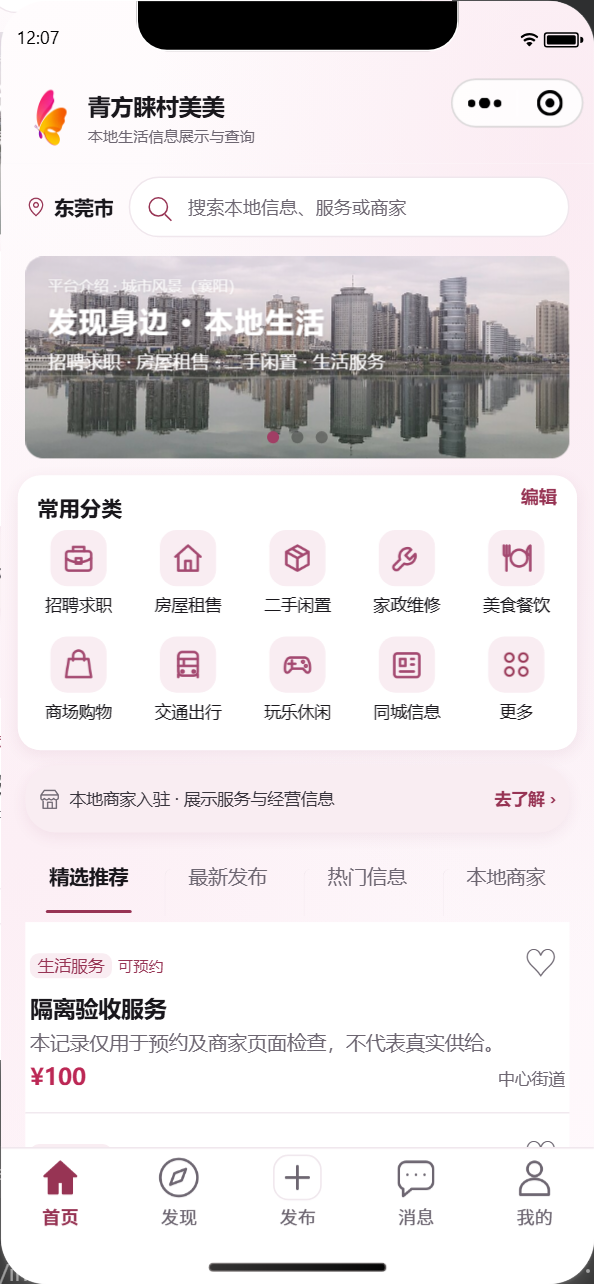 12:07
青方睐村美美
本地生活信息展示与查询
东莞市
搜索本地信息、服务或商家
平台介绍 · 城市风景（襄阳）
发现身边 · 本地生活
招聘求职 · 房屋租售 · 二手闲置 · 生活服务
常用分类
编辑
招聘求职 房屋租售 二手闲置 家政维修 美食餐饮
商场购物 交通出行 玩乐休闲 同城信息 更多
本地商家入驻 · 展示服务与经营信息 去了解 ›
精选推荐 最新发布 热门信息 本地商家
生活服务 可预约
隔离验收服务
本记录仅用于预约及商家页面检查，不代表真实供给。
¥100
中心街道
首页 发现 发布 消息 我的